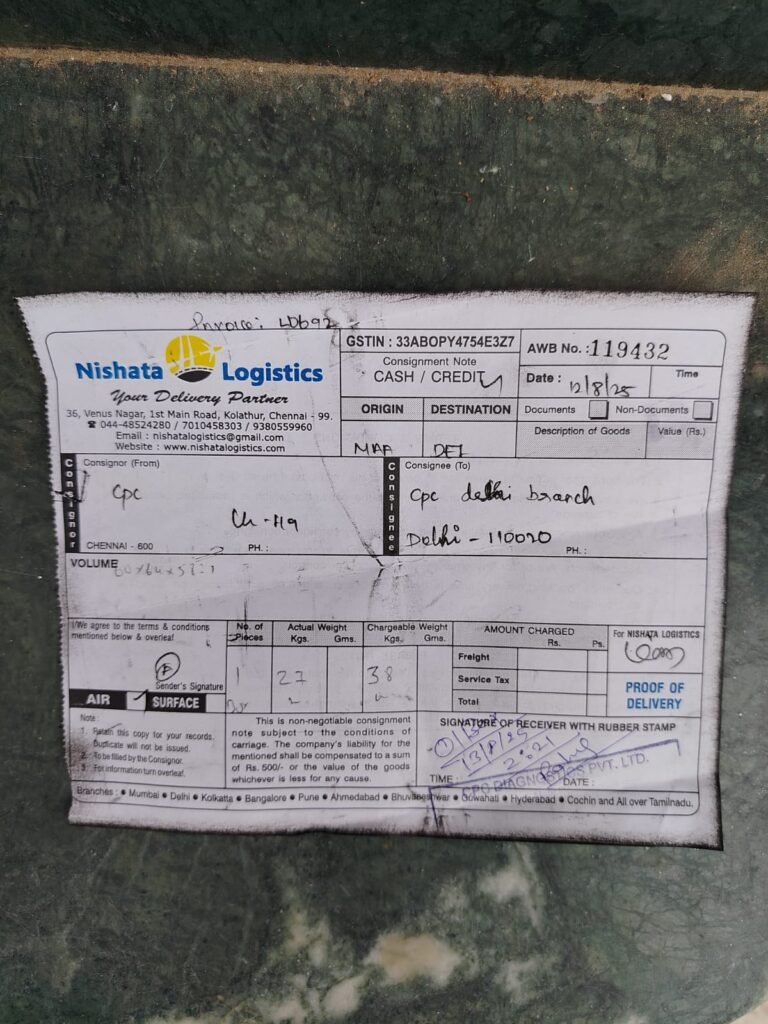 Invoice: LD692
Nishata Logistics
Your Delivery Partner
36, Venus Nagar, 1st Main Road, Kolathur, Chennai - 99.
☎ 044-48524280 / 7010458303 / 9380559960
Email : nishatalogistics@gmail.com
Website : www.nishatalogistics.com
GSTIN : 33ABOPY4754E3Z7
Consignment Note
CASH / CREDIT
AWB No. : 119432
Date : 12/8/25
Time
ORIGIN DESTINATION
MAA DEL
Documents Non-Documents
Description of Goods Value (Rs.)
Consignor
Consignor (From)
Cpc
CHENNAI - 600 PH. :
Consignee
Consignee (To)
Cpc delhi branch
Delhi - 110020
PH. :
VOLUME
I/We agree to the terms & conditions
mentioned below & overleaf
Sender's Signature
AIR SURFACE
No. of Pieces
1
Actual Weight
Kgs. Gms.
27
Chargeable Weight
Kgs. Gms.
38
AMOUNT CHARGED
Rs. Ps.
Freight
Service Tax
Total
For NISHATA LOGISTICS
PROOF OF
DELIVERY
Note :
1. Retain this copy for your records.
Duplicate will not be issued.
2. To be filled by the Consignor.
3. For information turn overleaf.
This is non-negotiable consignment
note subject to the conditions of
carriage. The company's liability for the
mentioned shall be compensated to a sum
of Rs. 500/- or the value of the goods
whichever is less for any cause.
SIGNATURE OF RECEIVER WITH RUBBER STAMP
13/8/25
TIME : DATE :
CPC DIAGNOSTICS PVT. LTD.
Branches : ● Mumbai ● Delhi ● Kolkatta ● Bangalore ● Pune ● Ahmedabad ● Bhuvaneshwar ● Guwahati ● Hyderabad ● Cochin and All over Tamilnadu.